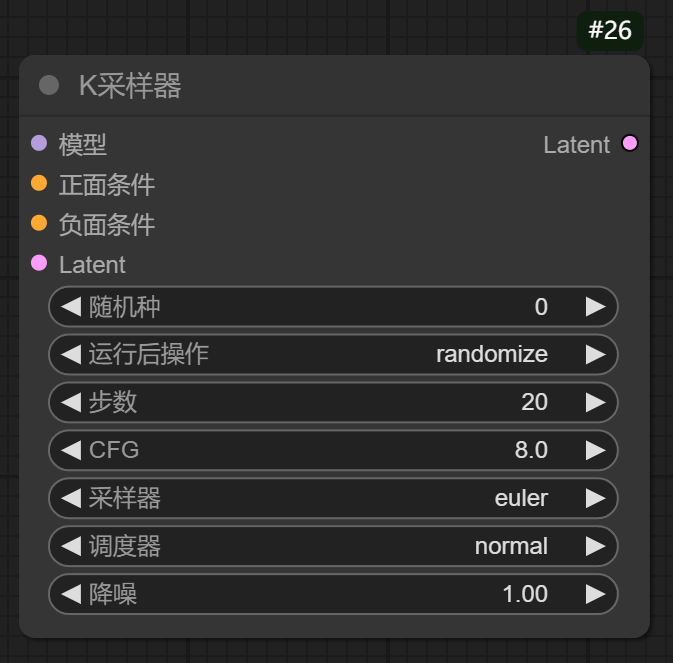 #26
K采样器
模型 Latent
正面条件
负面条件
Latent
随机种 0
运行后操作 randomize
步数 20
CFG 8.0
采样器 euler
调度器 normal
降噪 1.00